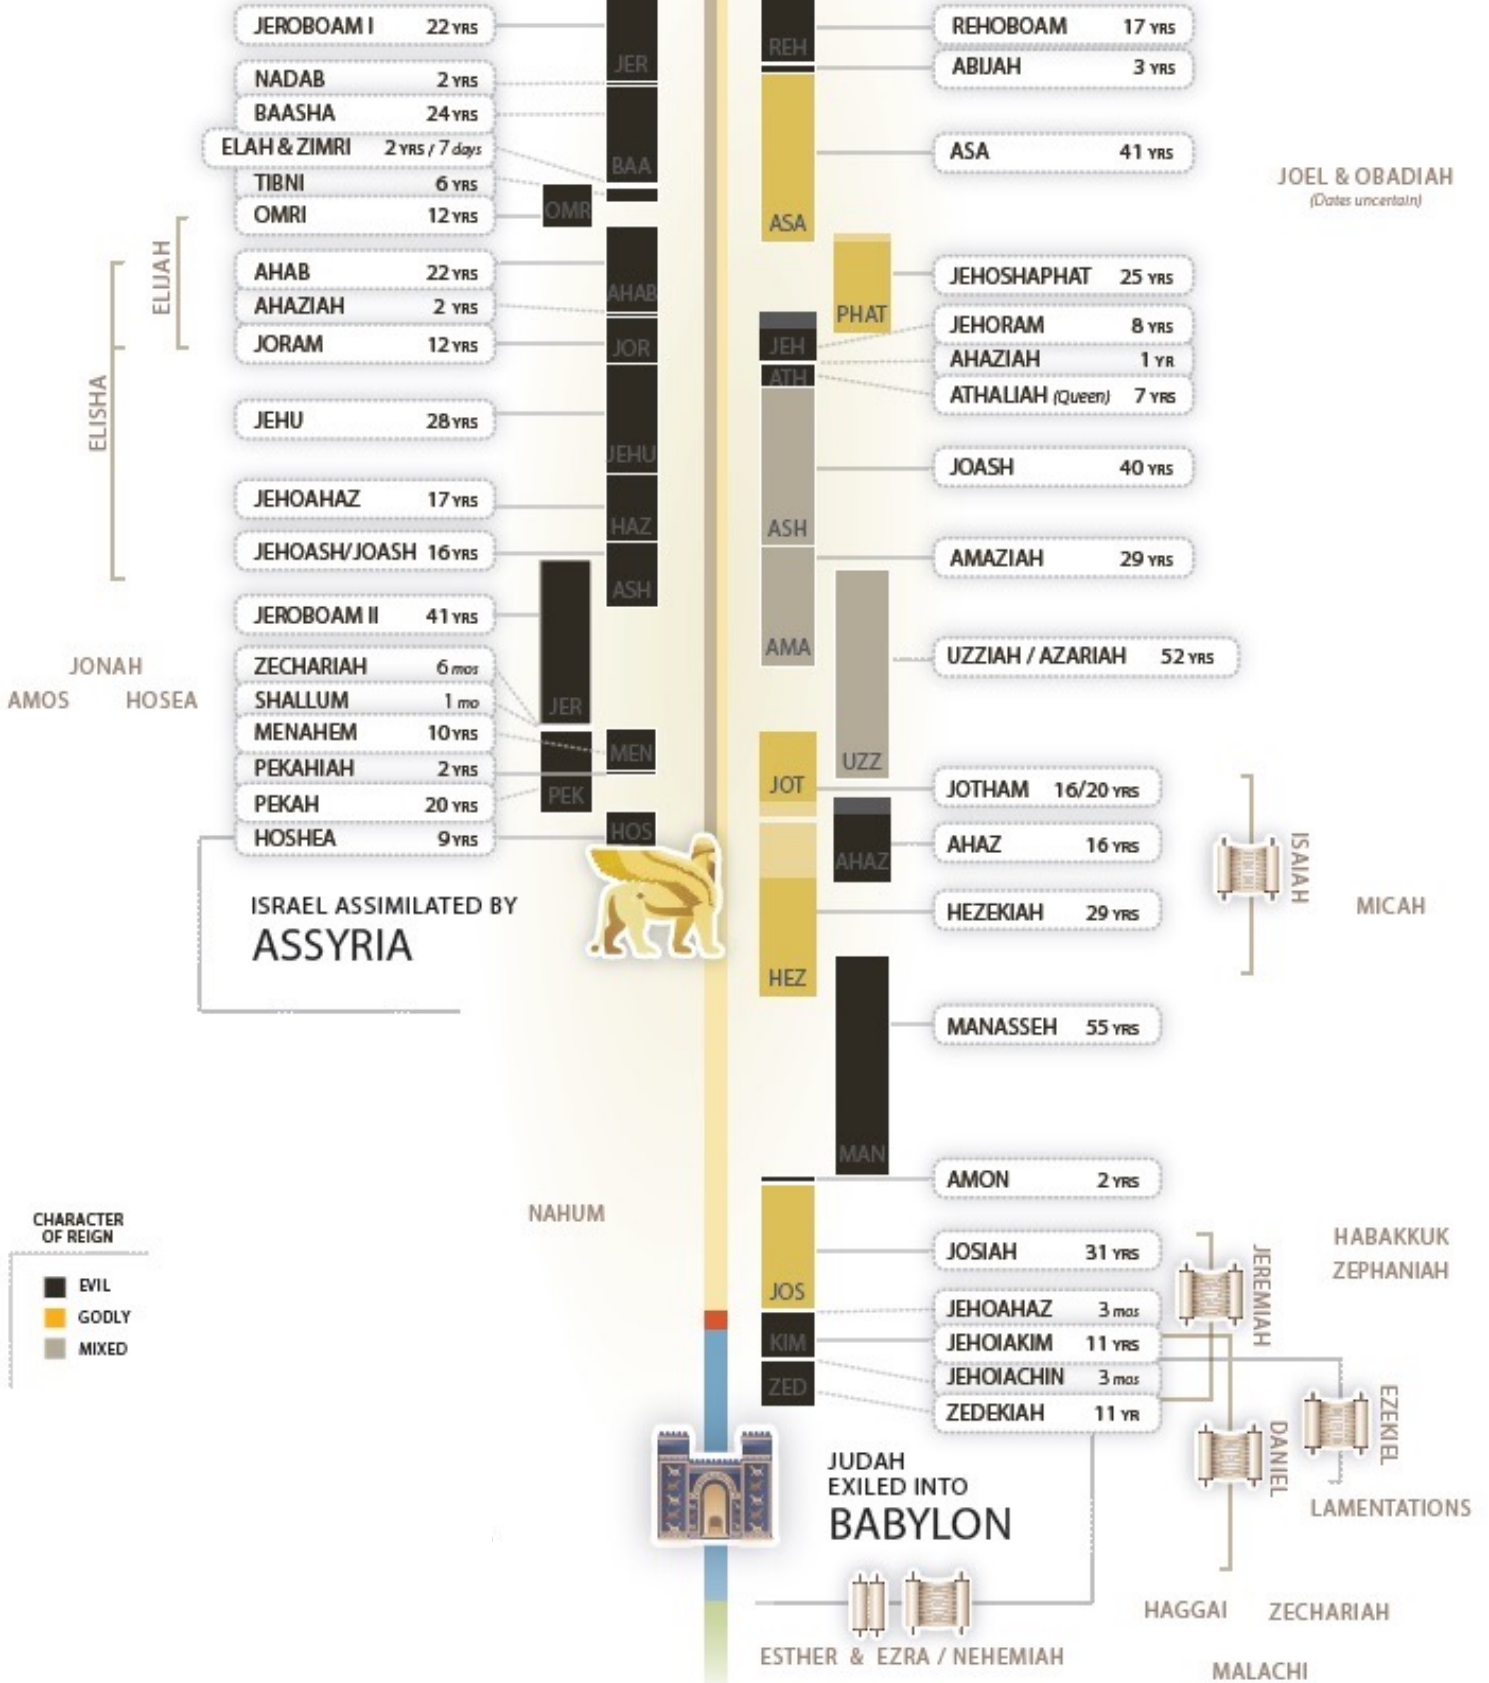 JEROBOAM I 22 YRS
NADAB 2 YRS
BAASHA 24 YRS
ELAH & ZIMRI 2 YRS / 7 days
TIBNI 6 YRS
OMRI 12 YRS
AHAB 22 YRS
AHAZIAH 2 YRS
JORAM 12 YRS
JEHU 28 YRS
JEHOAHAZ 17 YRS
JEHOASH/JOASH 16 YRS
JEROBOAM II 41 YRS
ZECHARIAH 6 mos
SHALLUM 1 mo
MENAHEM 10 YRS
PEKAHIAH 2 YRS
PEKAH 20 YRS
HOSHEA 9 YRS
ELIJAH
ELISHA
JONAH
AMOS HOSEA
ISRAEL ASSIMILATED BY
ASSYRIA
JER
BAA
OMR
AHAB
JOR
JEHU
HAZ
ASH
JER
MEN
PEK
HOS
REH
ASA
PHAT
JEH
ATH
ASH
AMA
UZZ
JOT
AHAZ
HEZ
MAN
JOS
KIM
ZED
REHOBOAM 17 YRS
ABIJAH 3 YRS
ASA 41 YRS
JEHOSHAPHAT 25 YRS
JEHORAM 8 YRS
AHAZIAH 1 YR
ATHALIAH (Queen) 7 YRS
JOASH 40 YRS
AMAZIAH 29 YRS
UZZIAH / AZARIAH 52 YRS
JOTHAM 16/20 YRS
AHAZ 16 YRS
HEZEKIAH 29 YRS
MANASSEH 55 YRS
AMON 2 YRS
JOSIAH 31 YRS
JEHOAHAZ 3 mos
JEHOIAKIM 11 YRS
JEHOIACHIN 3 mos
ZEDEKIAH 11 YR
JOEL & OBADIAH
(Dates uncertain)
ISAIAH
MICAH
NAHUM
HABAKKUK
ZEPHANIAH
JEREMIAH
EZEKIEL
DANIEL
LAMENTATIONS
JUDAH
EXILED INTO
BABYLON
HAGGAI ZECHARIAH
ESTHER & EZRA / NEHEMIAH
MALACHI
CHARACTER
OF REIGN
EVIL
GODLY
MIXED